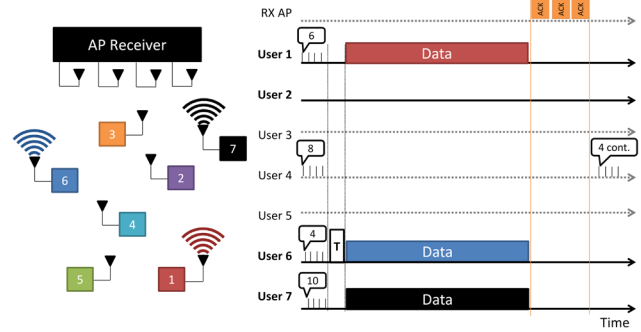 AP Receiver
3
7
6
2
4
5
1
RX AP
ACK ACK ACK
6
User 1
Data
User 2
User 3
8
4 cont.
User 4
User 5
4
User 6
T
Data
10
User 7
Data
Time